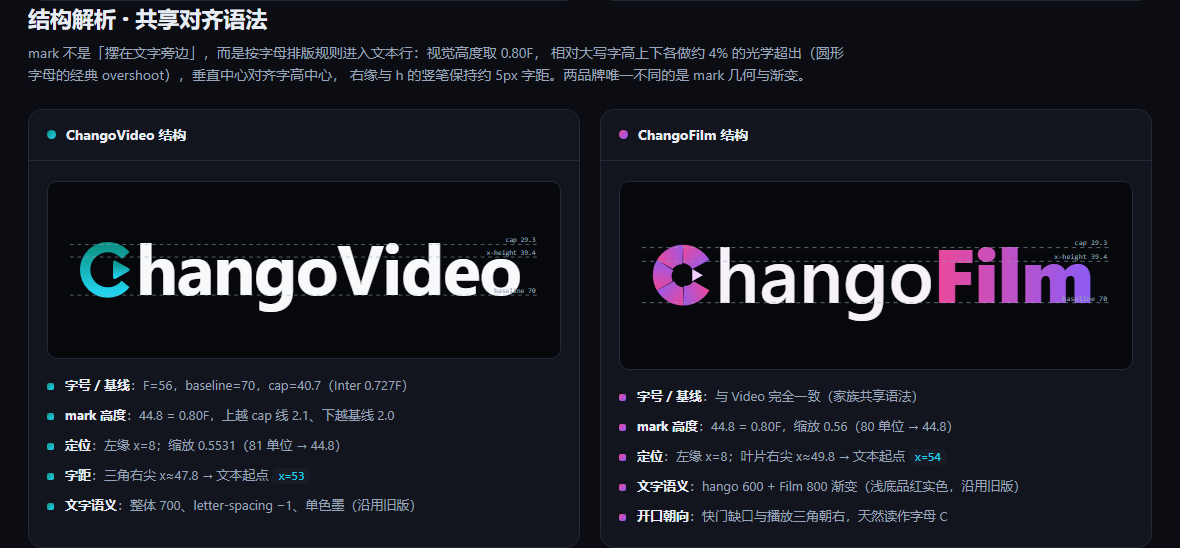 结构解析 · 共享对齐语法
mark 不是「摆在文字旁边」，而是按字母排版规则进入文本行：视觉高度取 0.80F， 相对大写字高上下各做约 4% 的光学超出（圆形
字母的经典 overshoot），垂直中心对齐字高中心， 右缘与 h 的竖笔保持约 5px 字距。两品牌唯一不同的是 mark 几何与渐变。
ChangoVideo 结构
cap 29.3
x-height 39.4
ChangoVideo
baseline 70
字号 / 基线：F=56，baseline=70，cap=40.7（Inter 0.727F）
mark 高度：44.8 = 0.80F，上越 cap 线 2.1、下越基线 2.0
定位：左缘 x=8；缩放 0.5531（81 单位 → 44.8）
字距：三角右尖 x≈47.8 → 文本起点 x=53
文字语义：整体 700、letter-spacing −1、单色墨（沿用旧版）
ChangoFilm 结构
cap 29.3
x-height 39.4
ChangoFilm
baseline 70
字号 / 基线：与 Video 完全一致（家族共享语法）
mark 高度：44.8 = 0.80F，缩放 0.56（80 单位 → 44.8）
定位：左缘 x=8；叶片右尖 x≈49.8 → 文本起点 x=54
文字语义：hango 600 + Film 800 渐变（浅底品红实色，沿用旧版）
开口朝向：快门缺口与播放三角朝右，天然读作字母 C